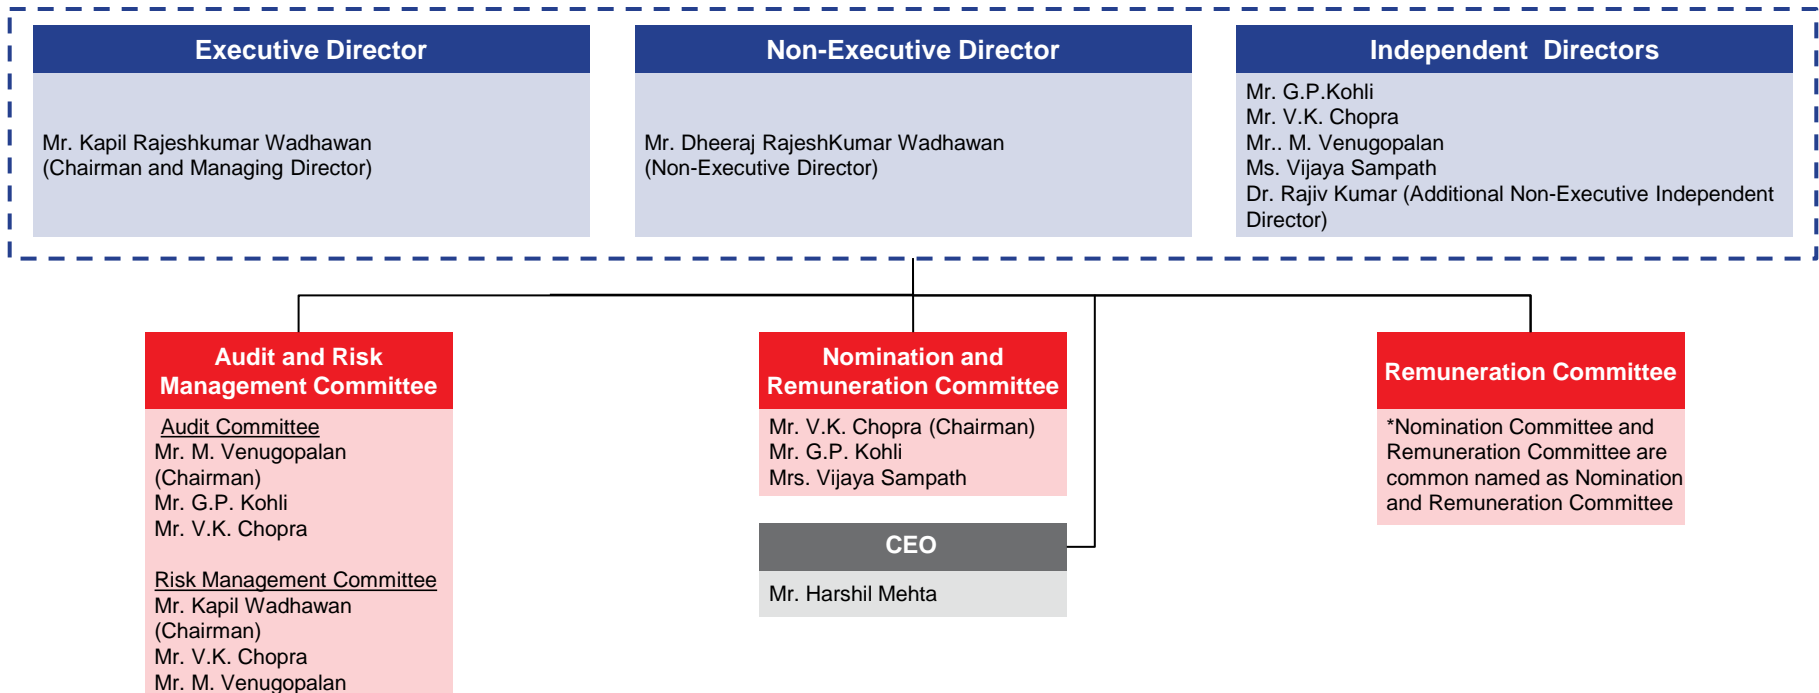 Executive Director
Mr. Kapil Rajeshkumar Wadhawan
(Chairman and Managing Director)
Non-Executive Director
Mr. Dheeraj RajeshKumar Wadhawan
(Non-Executive Director)
Independent Directors
Mr. G.P.Kohli
Mr. V.K. Chopra
Mr.. M. Venugopalan
Ms. Vijaya Sampath
Dr. Rajiv Kumar (Additional Non-Executive Independent
Director)
Audit and Risk
Management Committee
Audit Committee
Mr. M. Venugopalan
(Chairman)
Mr. G.P. Kohli
Mr. V.K. Chopra
Risk Management Committee
Mr. Kapil Wadhawan
(Chairman)
Mr. V.K. Chopra
Mr. M. Venugopalan
Nomination and
Remuneration Committee
Mr. V.K. Chopra (Chairman)
Mr. G.P. Kohli
Mrs. Vijaya Sampath
CEO
Mr. Harshil Mehta
Remuneration Committee
*Nomination Committee and
Remuneration Committee are
common named as Nomination
and Remuneration Committee